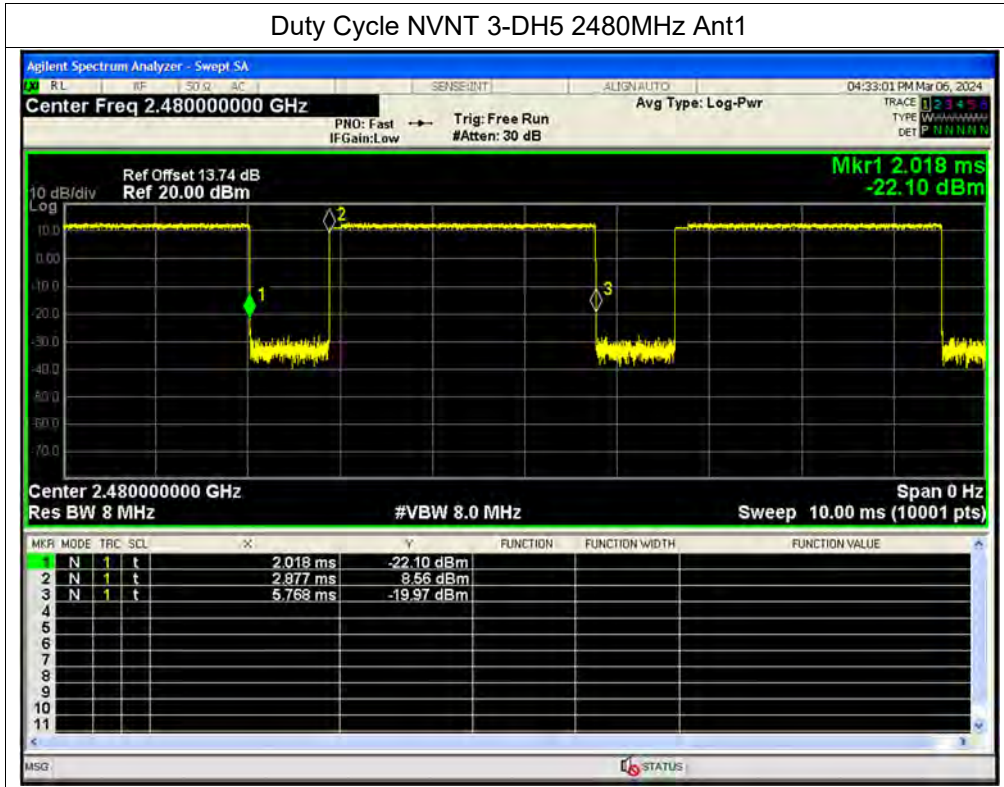 Duty Cycle NVNT 3-DH5 2480MHz Ant1
Agilent Spectrum Analyzer - Swept SA
LXI RL RF 50 Ω AC SENSE:INT ALIGN AUTO 04:33:01 PM Mar 06, 2024
Center Freq 2.480000000 GHz Avg Type: Log-Pwr TRACE 1 2 3 4 5 6
PNO: Fast Trig: Free Run TYPE W
IFGain:Low #Atten: 30 dB DET P N N N N N
Mkr1 2.018 ms
Ref Offset 13.74 dB
10 dB/div Ref 20.00 dBm -22.10 dBm
Log
10.0
0.00
-10.0
-20.0
-30.0
-40.0
-50.0
-60.0
-70.0
1
2
3
Center 2.480000000 GHz Span 0 Hz
Res BW 8 MHz #VBW 8.0 MHz Sweep 10.00 ms (10001 pts)
MKR MODE TRC SCL X Y FUNCTION FUNCTION WIDTH FUNCTION VALUE
1 N 1 t 2.018 ms -22.10 dBm
2 N 1 t 2.877 ms 8.56 dBm
3 N 1 t 5.768 ms -19.97 dBm
4
5
6
7
8
9
10
11
MSG STATUS